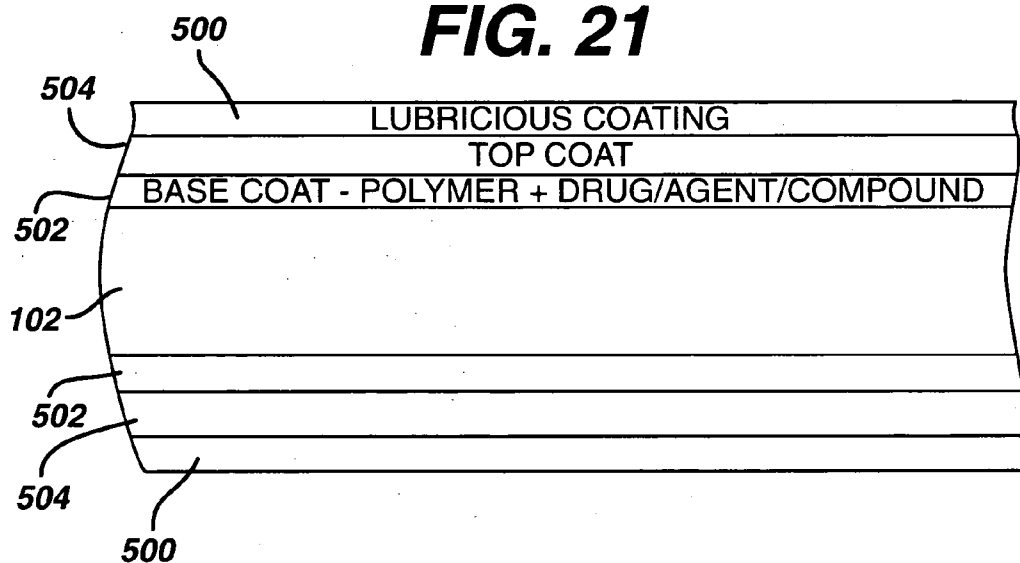 FIG. 21
500
504
LUBRICIOUS COATING
TOP COAT
BASE COAT - POLYMER + DRUG/AGENT/COMPOUND
502
102
502
504
500